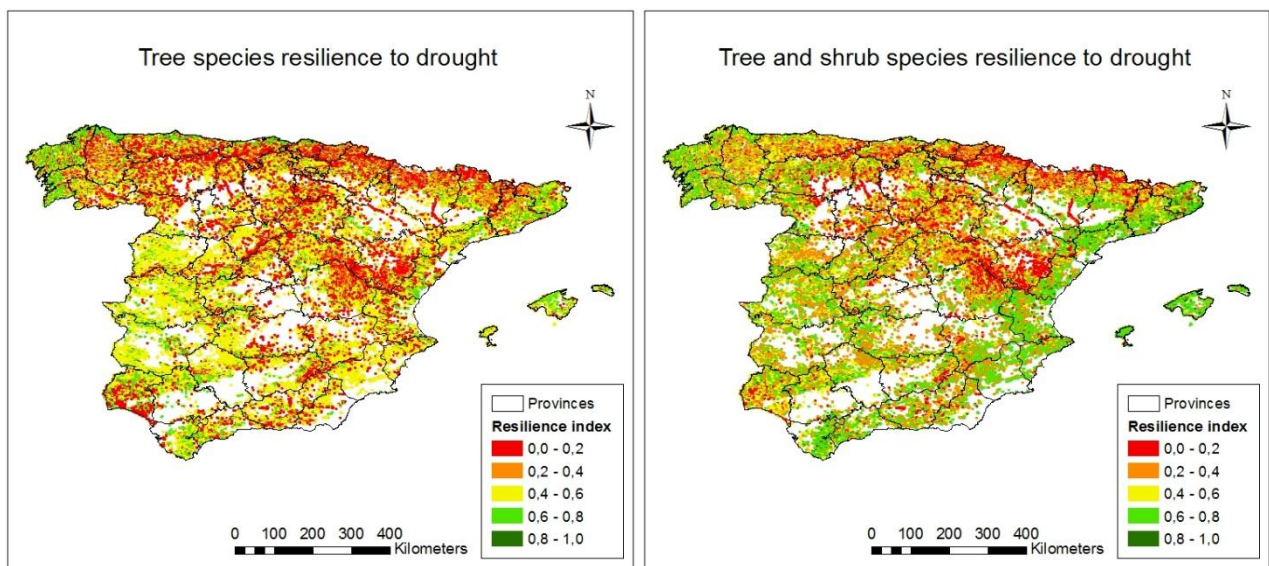 Tree species resilience to drought
N
Provinces
Resilience index
0,0 - 0,2
0,2 - 0,4
0,4 - 0,6
0,6 - 0,8
0,8 - 1,0
0 100 200 300 400
Kilometers
Tree and shrub species resilience to drought
N
Provinces
Resilience index
0,0 - 0,2
0,2 - 0,4
0,4 - 0,6
0,6 - 0,8
0,8 - 1,0
0 100 200 300 400
Kilometers